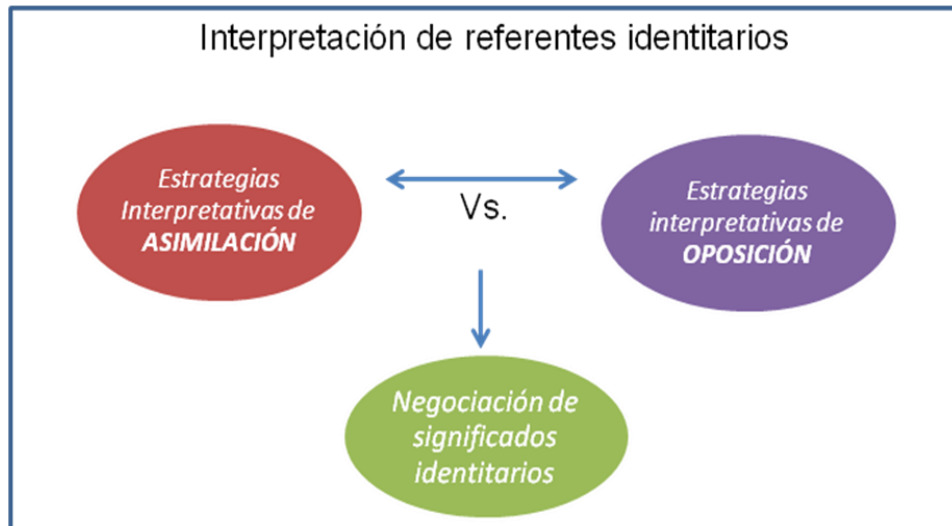 Interpretación de referentes identitarios
Estrategias
Interpretativas de
ASIMILACIÓN
Vs.
Estrategias
interpretativas de
OPOSICIÓN
Negociación de
significados
identitarios